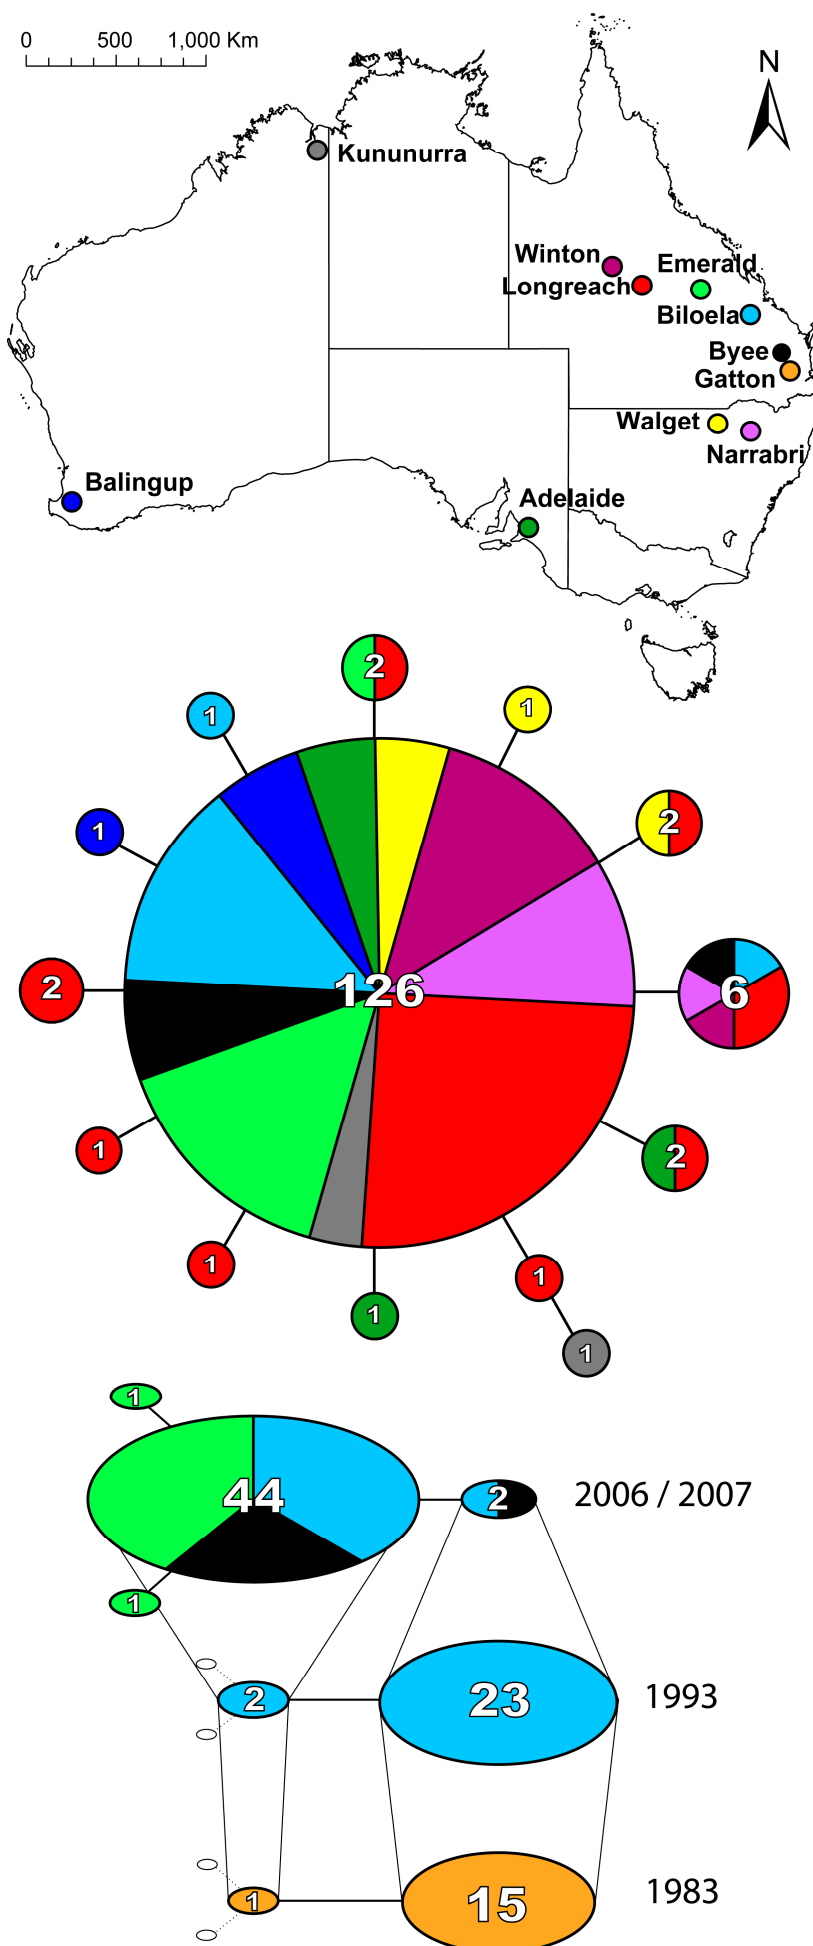 0 500 1,000 Km
N
Kununurra
Winton
Emerald
Longreach
Biloela
Byee
Gatton
Walget
Narrabri
Balingup
Adelaide
2
1
1
1
2
126
2
6
1
2
1
1
1
1
1
44
2
2006 / 2007
1
2
23
1993
1
15
1983